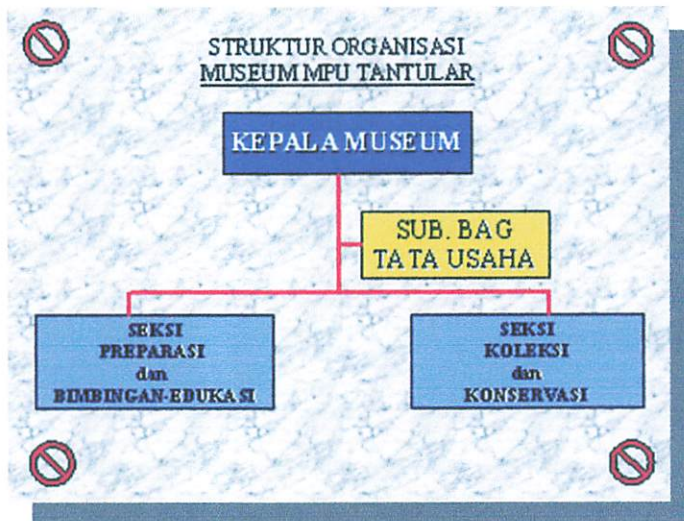 STRUKTUR ORGANISASI
MUSEUM MPU TANTULAR
KEPALA MUSEUM
SUB. BAG
TATA USAHA
SEKSI
PREPARASI
dan
BIMBINGAN-EDUKASI
SEKSI
KOLEKSI
dan
KONSERVASI